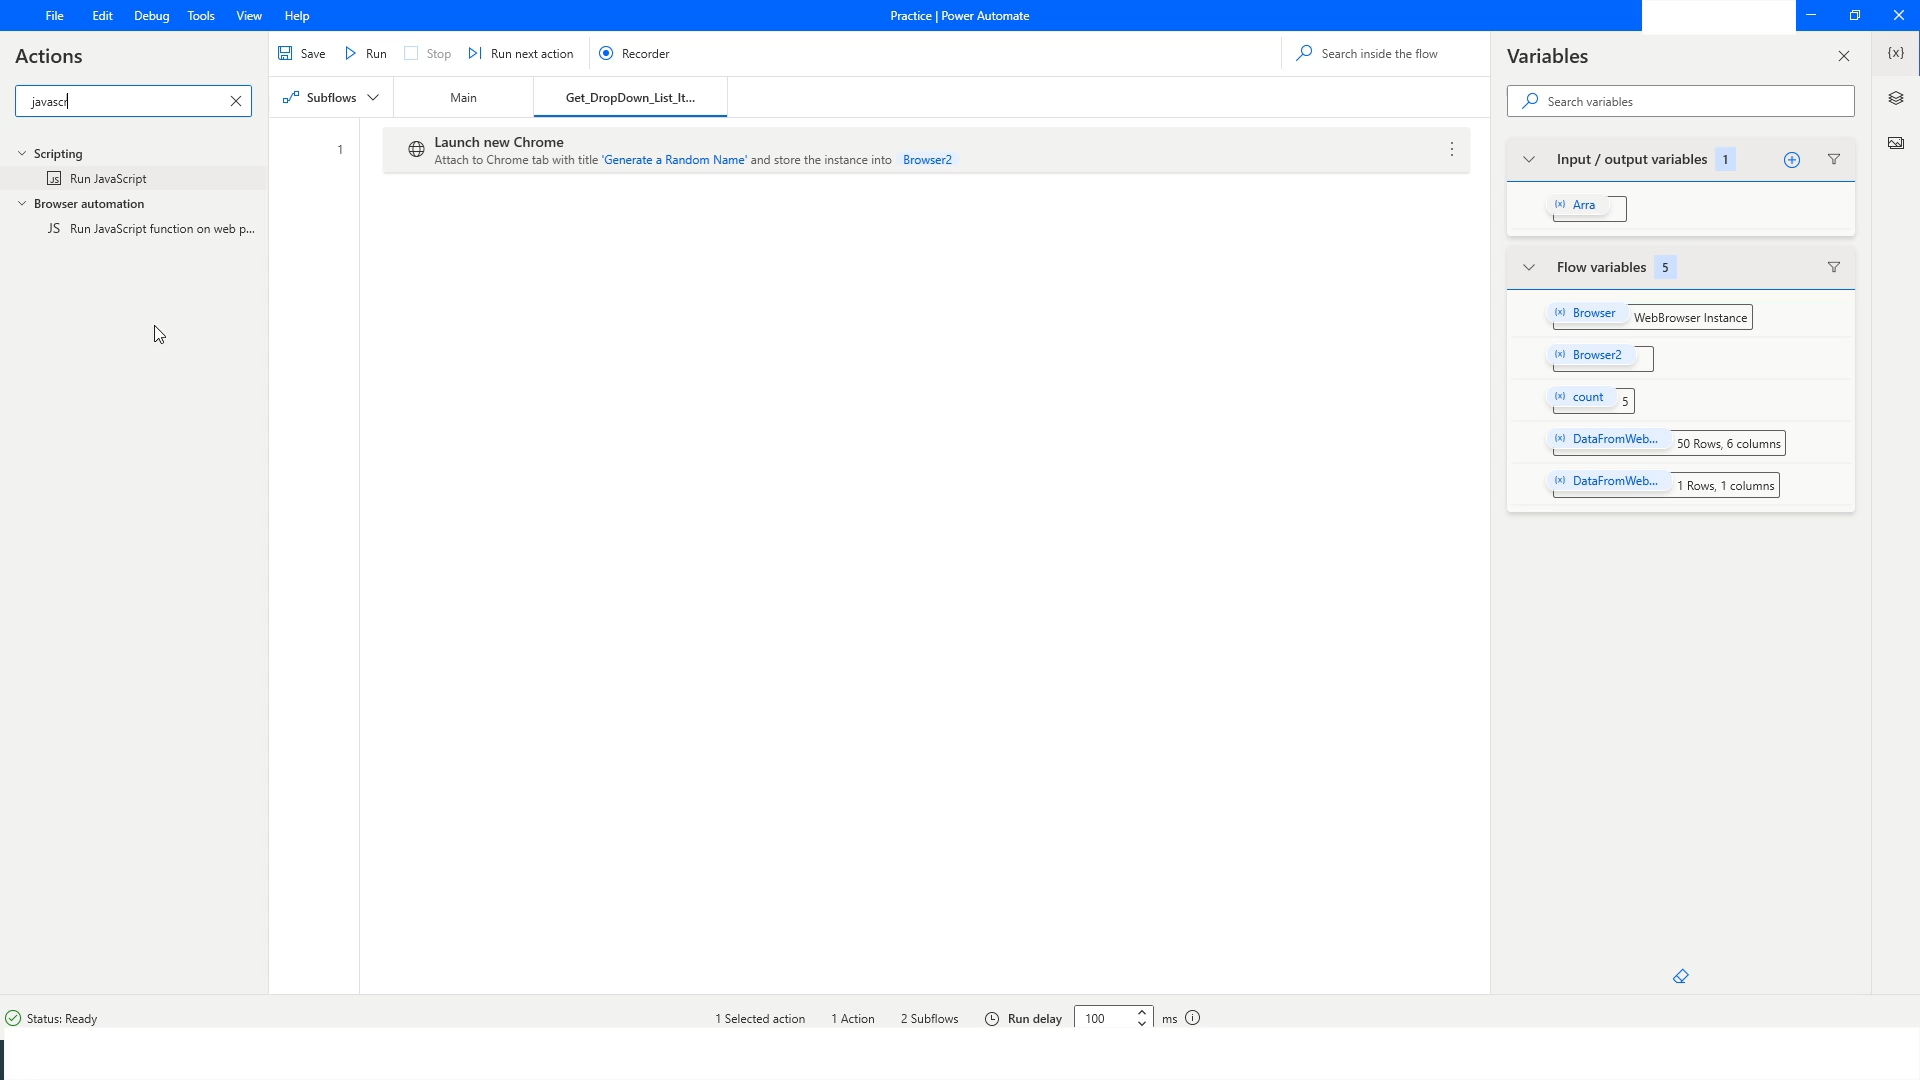 File Edit Debug Tools View Help
Practice | Power Automate
Actions
javascr
Scripting
JS Run JavaScript
Browser automation
JS Run JavaScript function on web p...
Save Run Stop Run next action Recorder
Search inside the flow
Subflows Main Get_DropDown_List_It...
1
Launch new Chrome
Attach to Chrome tab with title 'Generate a Random Name' and store the instance into Browser2
Variables
{x}
Search variables
Input / output variables 1
(x) Arra
Flow variables 5
(x) Browser WebBrowser Instance
(x) Browser2
(x) count 5
(x) DataFromWeb... 50 Rows, 6 columns
(x) DataFromWeb... 1 Rows, 1 columns
Status: Ready
1 Selected action 1 Action 2 Subflows Run delay 100 ms